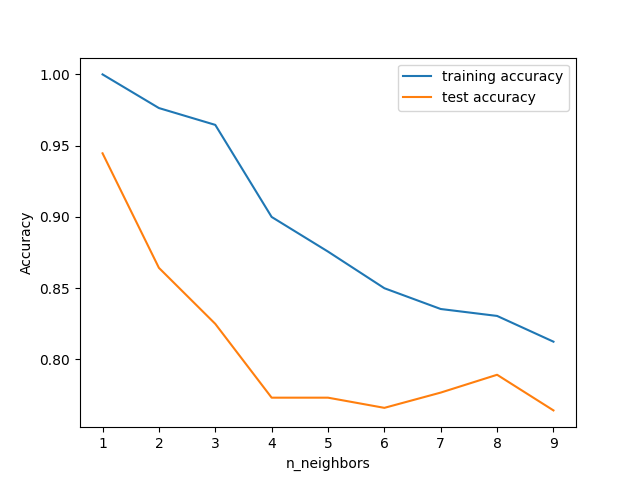 training accuracy
test accuracy
1.00
0.95
0.90
0.85
0.80
Accuracy
1 2 3 4 5 6 7 8 9
n_neighbors